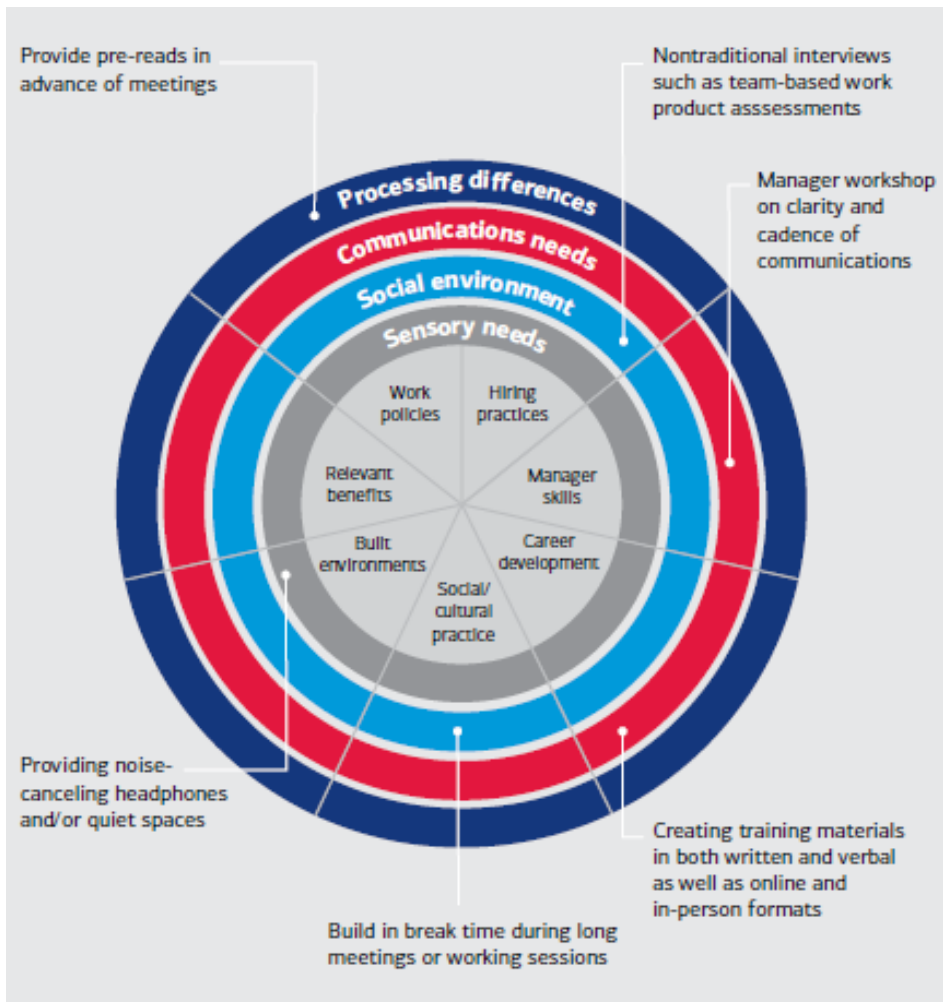 Provide pre-reads in
advance of meetings
Nontraditional interviews
such as team-based work
product asssessments
Manager workshop
on clarity and
cadence of
communications
Processing differences
Communications needs
Social environment
Sensory needs
Work
policies
Hiring
practices
Relevant
benefits
Manager
skills
Built
environments
Career
development
Social/
cultural
practice
Providing noise-
canceling headphones
and/or quiet spaces
Creating training materials
in both written and verbal
as well as online and
in-person formats
Build in break time during long
meetings or working sessions